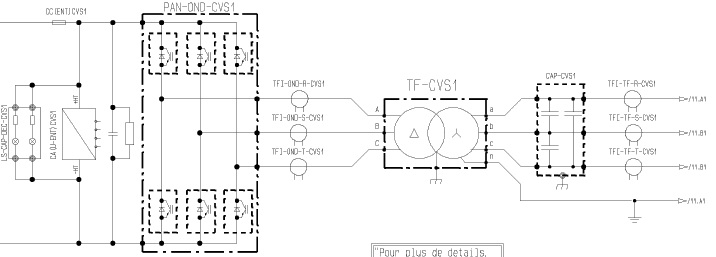 PAN-OND-CVS1
CC(ENT)CVS1
TF-CVS1
CAP-CVS1
TFI-OND-R-CVS1
TFI-TF-R-CVS1
+HT
A
a
/11.A1
LS-CAP-DEC-CVS1
CA(U-ENT)CVS1
TFI-OND-S-CVS1
TFI-TF-S-CVS1
B
b
/11.B1
TFI-OND-T-CVS1
TFI-TF-T-CVS1
C
c
n
/11.B1
-HT
/11.A1
"Pour plus de details,